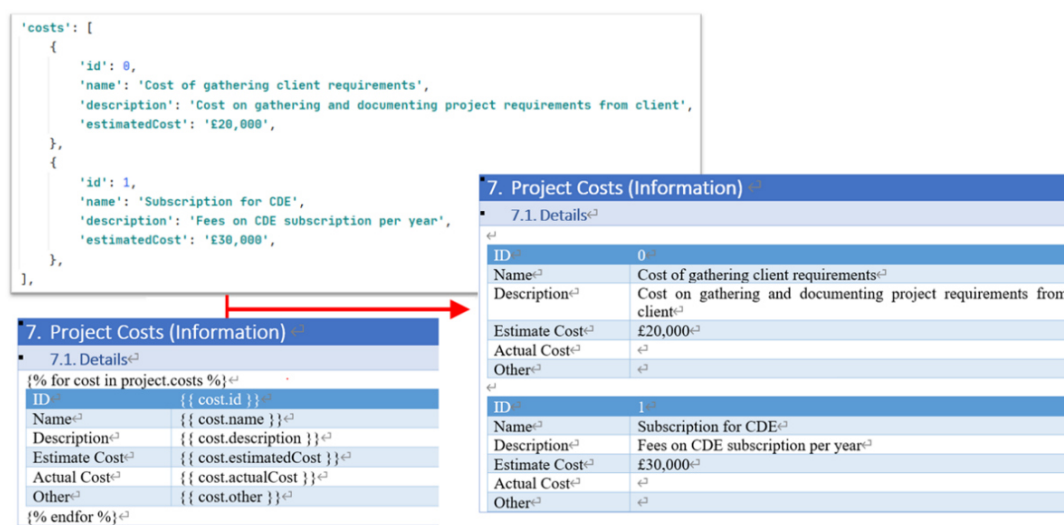 'costs': [
{
'id': 0,
'name': 'Cost of gathering client requirements',
'description': 'Cost on gathering and documenting project requirements from client',
'estimatedCost': '£20,000',
},
{
'id': 1,
'name': 'Subscription for CDE',
'description': 'Fees on CDE subscription per year',
'estimatedCost': '£30,000',
},
],
7. Project Costs (Information)
7.1. Details
{% for cost in project.costs %}
ID {{ cost.id }}
Name {{ cost.name }}
Description {{ cost.description }}
Estimate Cost {{ cost.estimatedCost }}
Actual Cost {{ cost.actualCost }}
Other {{ cost.other }}
{% endfor %}
7. Project Costs (Information)
7.1. Details
ID 0
Name Cost of gathering client requirements
Description Cost on gathering and documenting project requirements from
client
Estimate Cost £20,000
Actual Cost
Other
ID 1
Name Subscription for CDE
Description Fees on CDE subscription per year
Estimate Cost £30,000
Actual Cost
Other